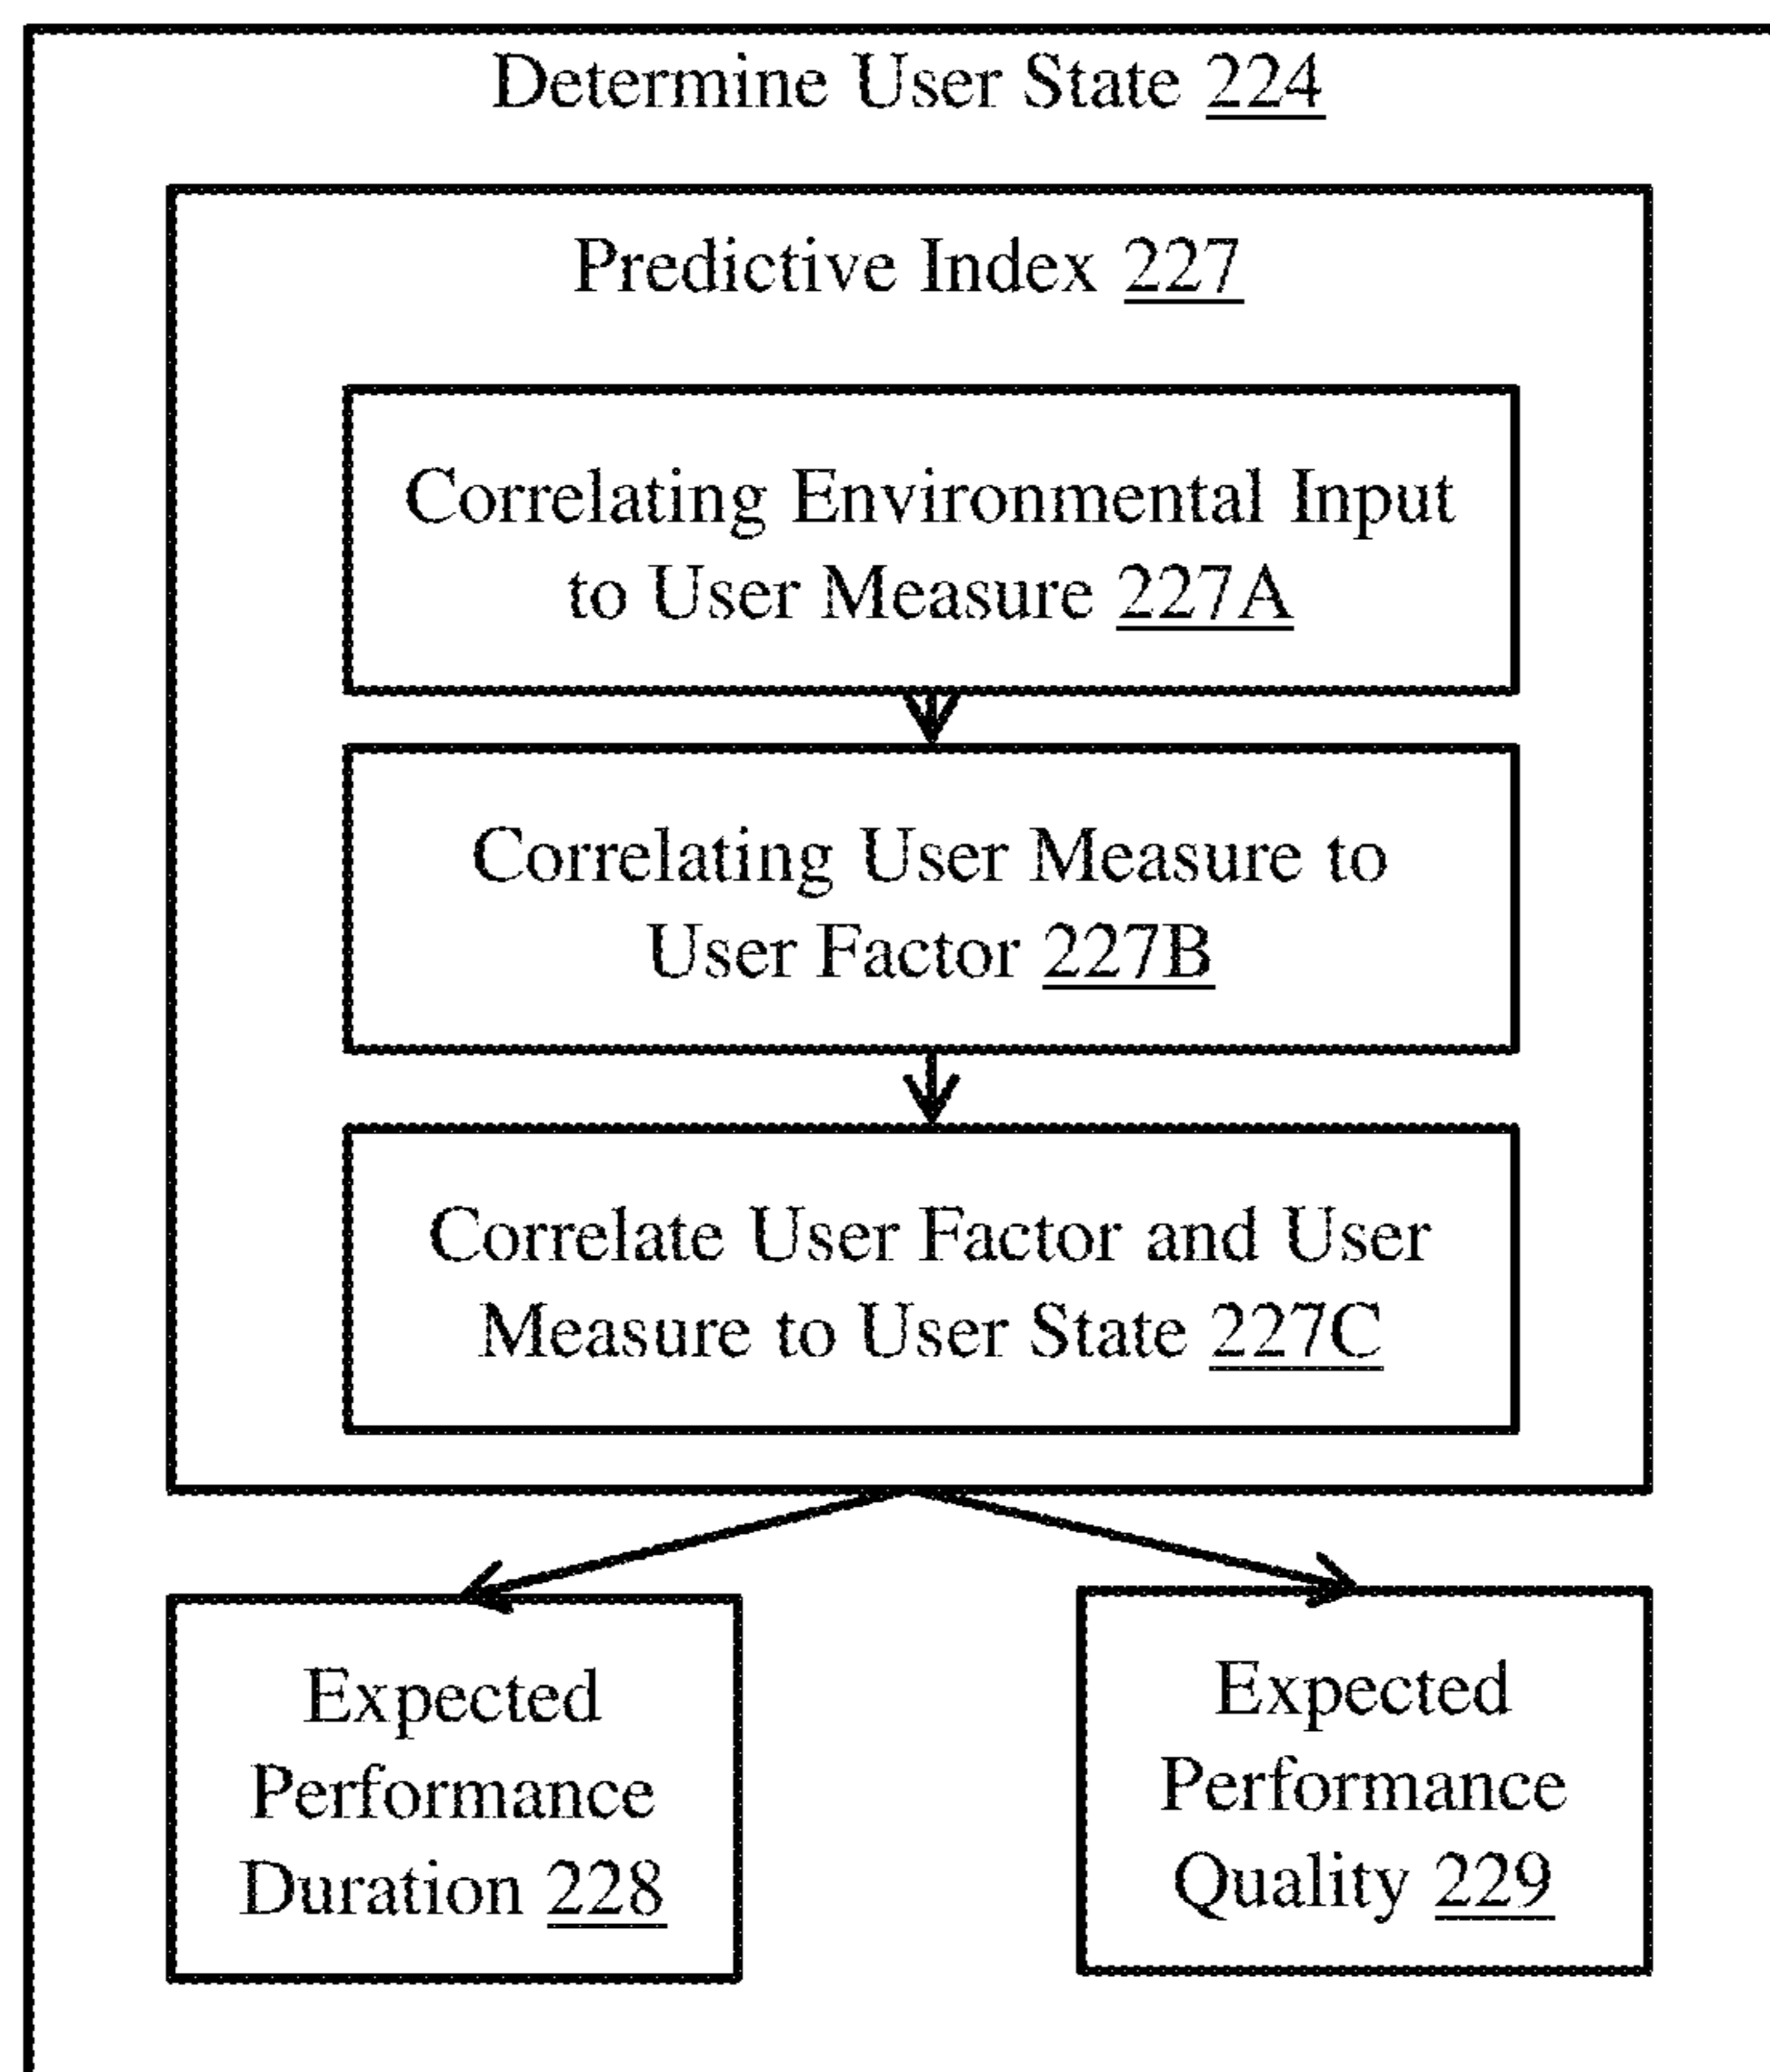 Determine User State 224
Predictive Index 227
Correlating Environmental Input
to User Measure 227A
Correlating User Measure to
User Factor 227B
Correlate User Factor and User
Measure to User State 227C
Expected
Performance
Duration 228
Expected
Performance
Quality 229